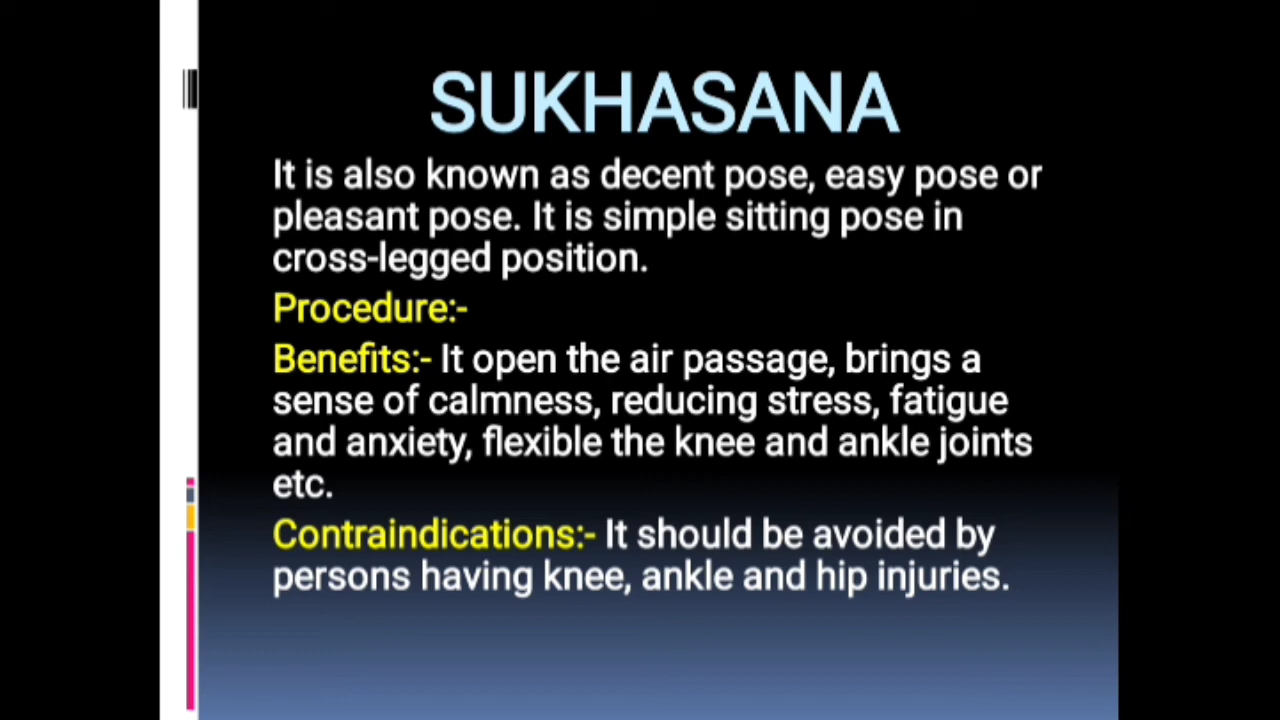 SUKHASANA
It is also known as decent pose, easy pose or
pleasant pose. It is simple sitting pose in
cross-legged position.
Procedure:-
Benefits:- It open the air passage, brings a
sense of calmness, reducing stress, fatigue
and anxiety, flexible the knee and ankle joints
etc.
Contraindications:- It should be avoided by
persons having knee, ankle and hip injuries.